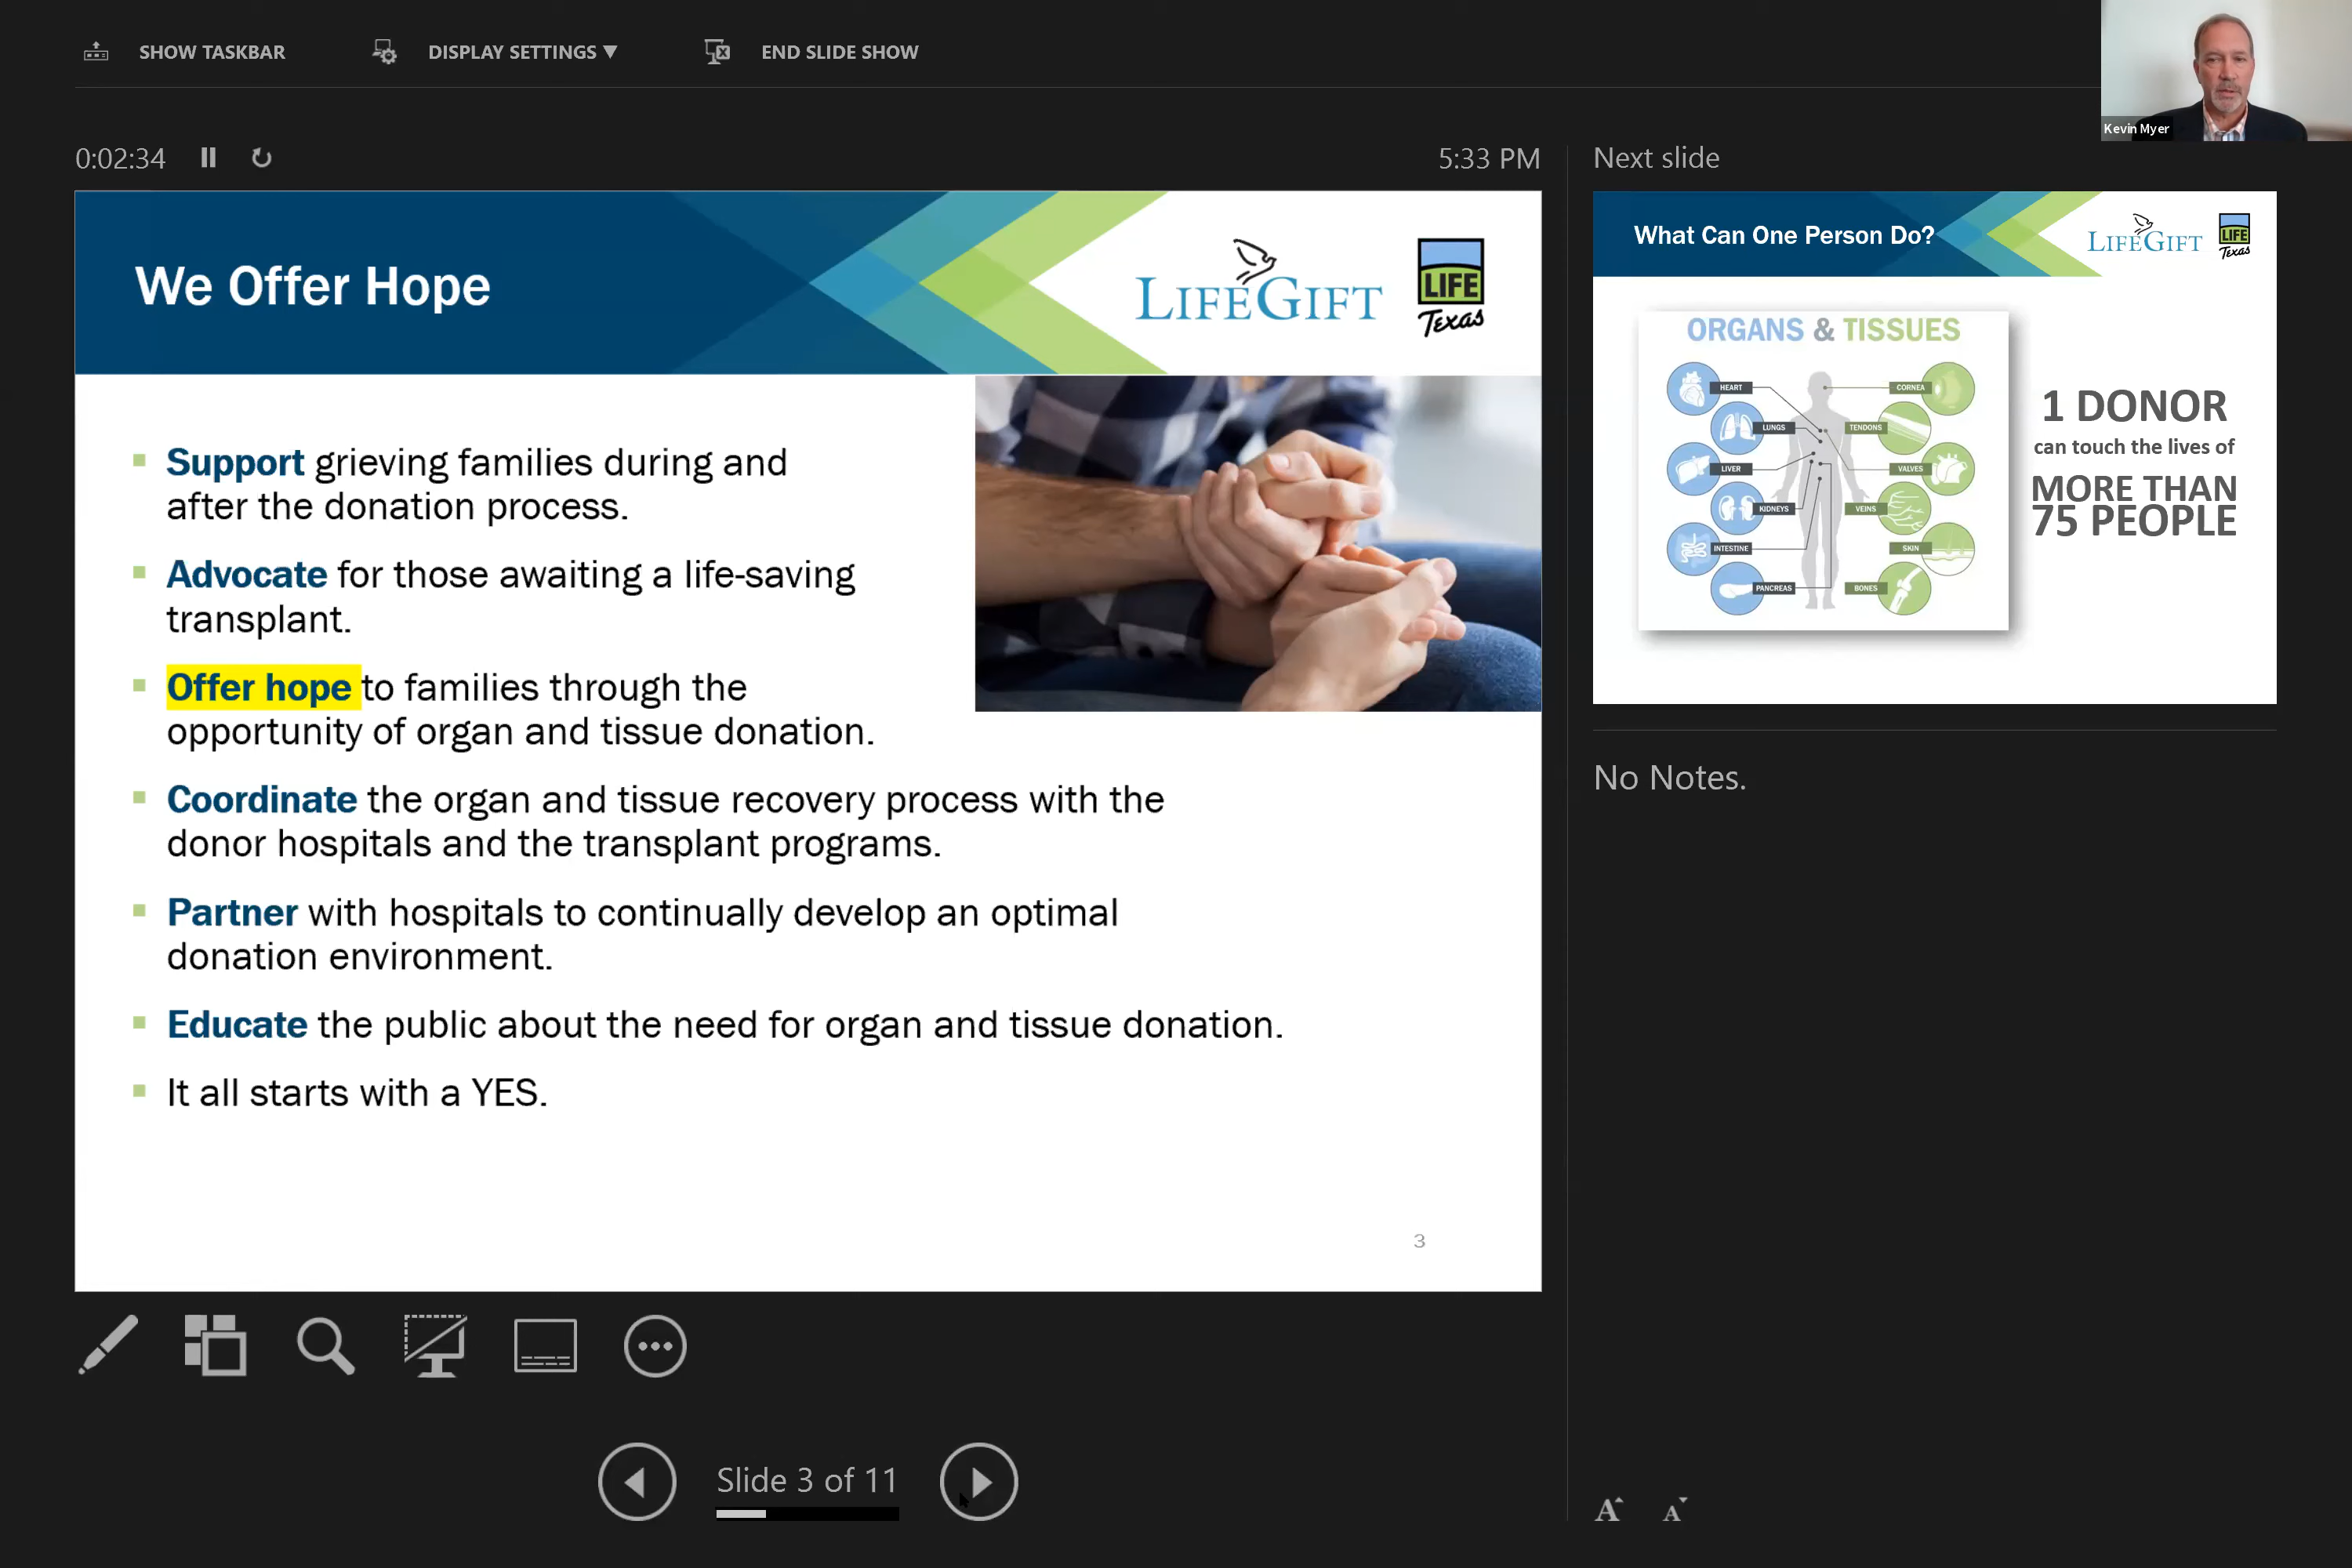 SHOW TASKBAR
DISPLAY SETTINGS ▼
END SLIDE SHOW
Kevin Myer
0:02:34
5:33 PM
Next slide
We Offer Hope
LIFEGIFT
LIFE
Texas
Support grieving families during and
after the donation process.
Advocate for those awaiting a life-saving
transplant.
Offer hope to families through the
opportunity of organ and tissue donation.
Coordinate the organ and tissue recovery process with the
donor hospitals and the transplant programs.
Partner with hospitals to continually develop an optimal
donation environment.
Educate the public about the need for organ and tissue donation.
It all starts with a YES.
3
What Can One Person Do?
LIFEGIFT
LIFE
Texas
ORGANS & TISSUES
HEART
CORNEA
LUNGS
TENDONS
LIVER
VALVES
KIDNEYS
VEINS
INTESTINE
SKIN
PANCREAS
BONES
1 DONOR
can touch the lives of
MORE THAN
75 PEOPLE
No Notes.
Slide 3 of 11
A A